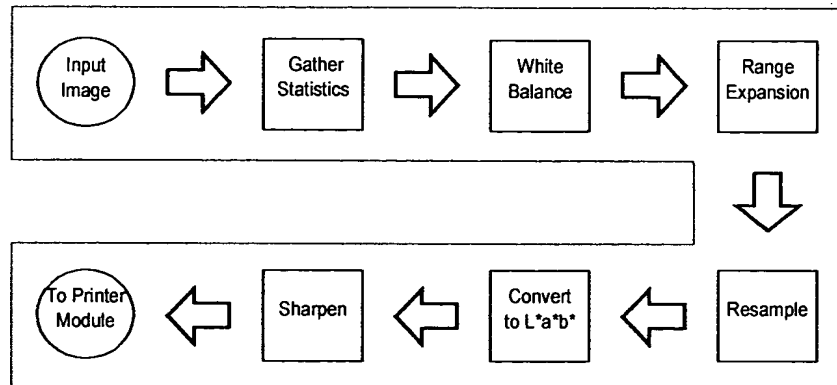 Input
Image
Gather
Statistics
White
Balance
Range
Expansion
Resample
Convert
to L*a*b*
Sharpen
To Printer
Module